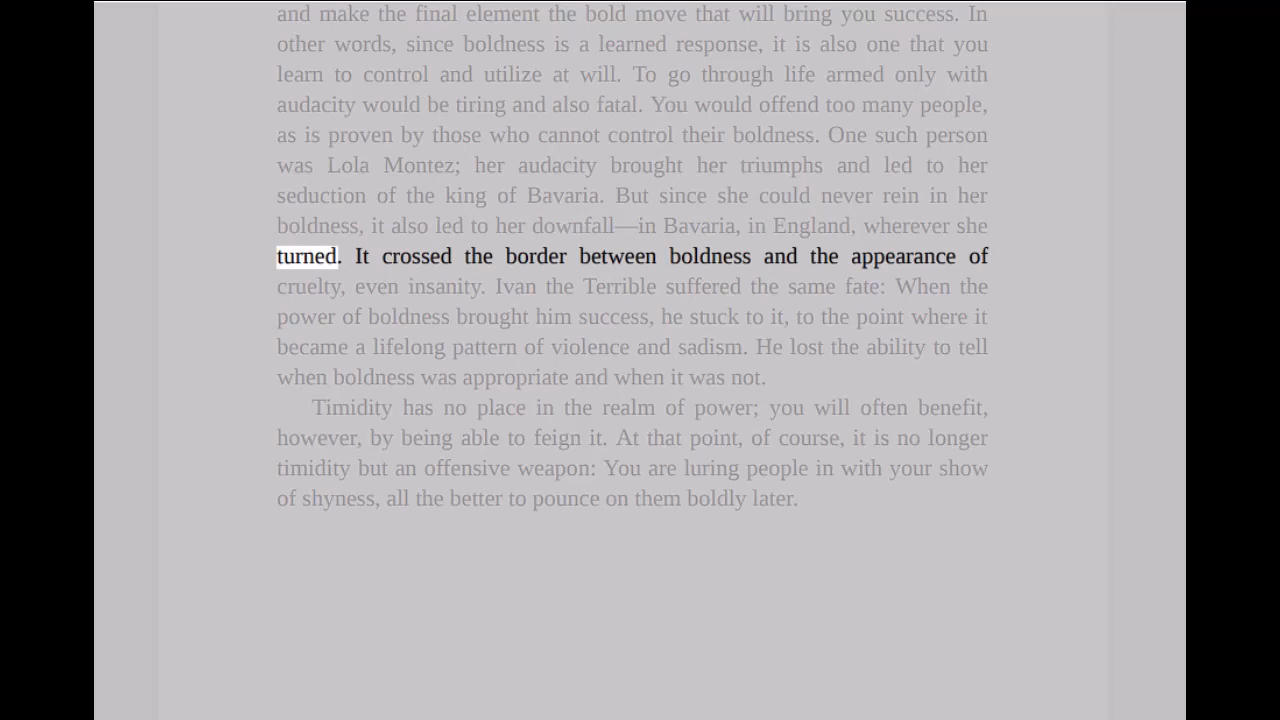 and make the final element the bold move that will bring you success. In
other words, since boldness is a learned response, it is also one that you
learn to control and utilize at will. To go through life armed only with
audacity would be tiring and also fatal. You would offend too many people,
as is proven by those who cannot control their boldness. One such person
was Lola Montez; her audacity brought her triumphs and led to her
seduction of the king of Bavaria. But since she could never rein in her
boldness, it also led to her downfall—in Bavaria, in England, wherever she
turned. It crossed the border between boldness and the appearance of
cruelty, even insanity. Ivan the Terrible suffered the same fate: When the
power of boldness brought him success, he stuck to it, to the point where it
became a lifelong pattern of violence and sadism. He lost the ability to tell
when boldness was appropriate and when it was not.
Timidity has no place in the realm of power; you will often benefit,
however, by being able to feign it. At that point, of course, it is no longer
timidity but an offensive weapon: You are luring people in with your show
of shyness, all the better to pounce on them boldly later.